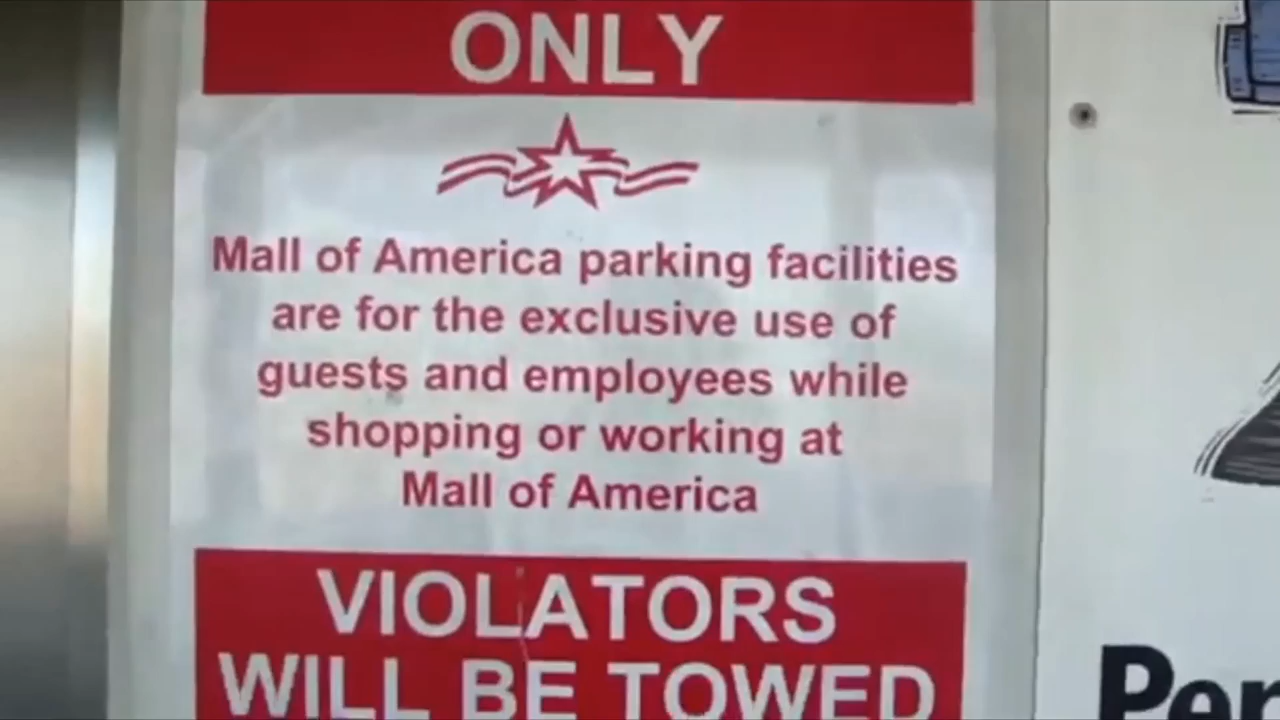 ONLY
Mall of America parking facilities
are for the exclusive use of
guests and employees while
shopping or working at
Mall of America
VIOLATORS
WILL BE TOWED